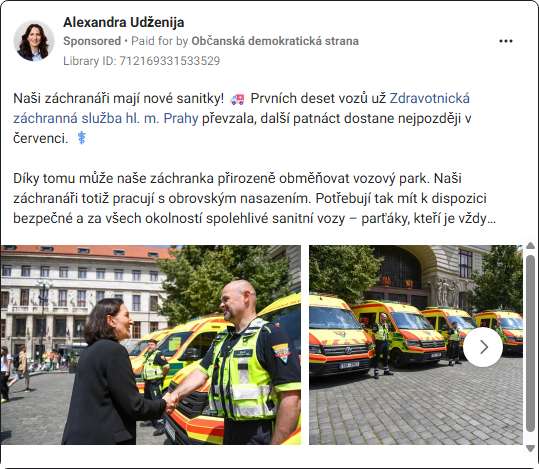 Alexandra Udženija
Sponsored • Paid for by Občanská demokratická strana
Library ID: 712169331533529
Naši záchranáři mají nové sanitky! 🚑 Prvních deset vozů už Zdravotnická
záchranná služba hl. m. Prahy převzala, další patnáct dostane nejpozději v
červenci. ⚕️
Díky tomu může naše záchranka přirozeně obměňovat vozový park. Naši
záchranáři totiž pracují s obrovským nasazením. Potřebují tak mít k dispozici
bezpečné a za všech okolností spolehlivé sanitní vozy – parťáky, kteří je vždy…